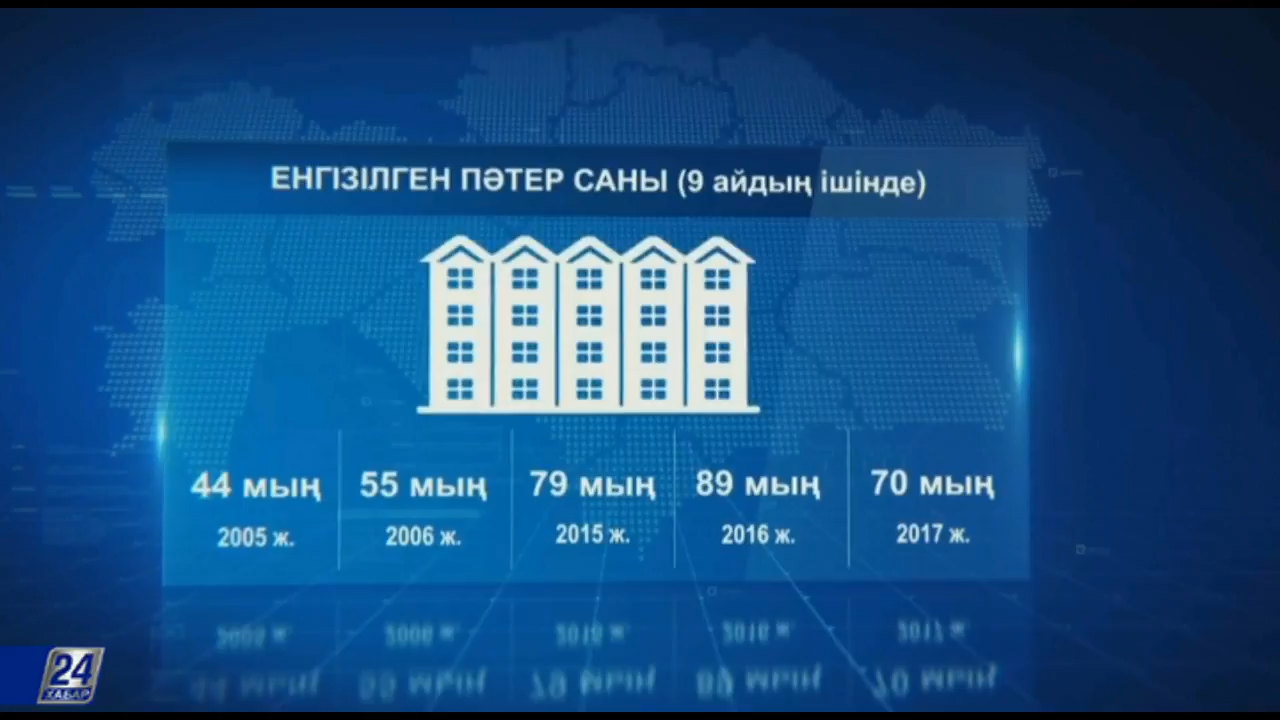 ЕНГІЗІЛГЕН ПӘТЕР САНЫ (9 айдың ішінде)
44 мың
55 мың
79 мың
89 мың
70 мың
2005 ж.
2006 ж.
2015 ж.
2016 ж.
2017 ж.
24
ХАБАР